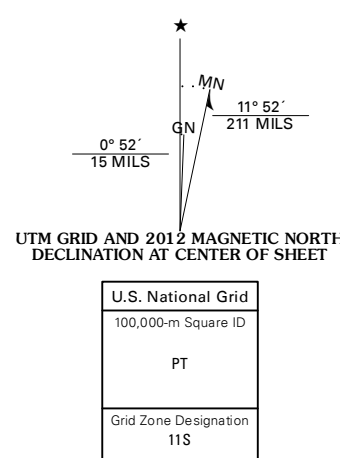 ★
MN
11° 52´
211 MILS
GN
0° 52´
15 MILS
UTM GRID AND 2012 MAGNETIC NORTH
DECLINATION AT CENTER OF SHEET
U.S. National Grid
100,000-m Square ID
PT
Grid Zone Designation
11S